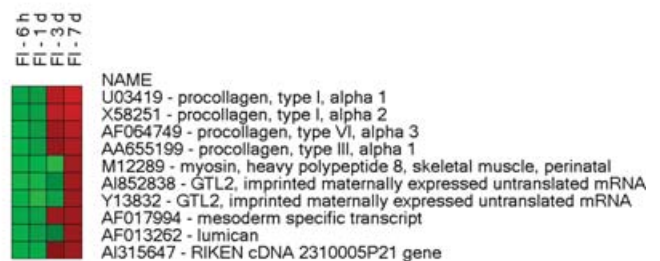 FI - 6 h
FI - 1 d
FI - 3 d
FI - 7 d
NAME
U03419 - procollagen, type I, alpha 1
X58251 - procollagen, type I, alpha 2
AF064749 - procollagen, type VI, alpha 3
AA655199 - procollagen, type III, alpha 1
M12289 - myosin, heavy polypeptide 8, skeletal muscle, perinatal
AI852838 - GTL2, imprinted maternally expressed untranslated mRNA
Y13832 - GTL2, imprinted maternally expressed untranslated mRNA
AF017994 - mesoderm specific transcript
AF013262 - lumican
AI315647 - RIKEN cDNA 2310005P21 gene